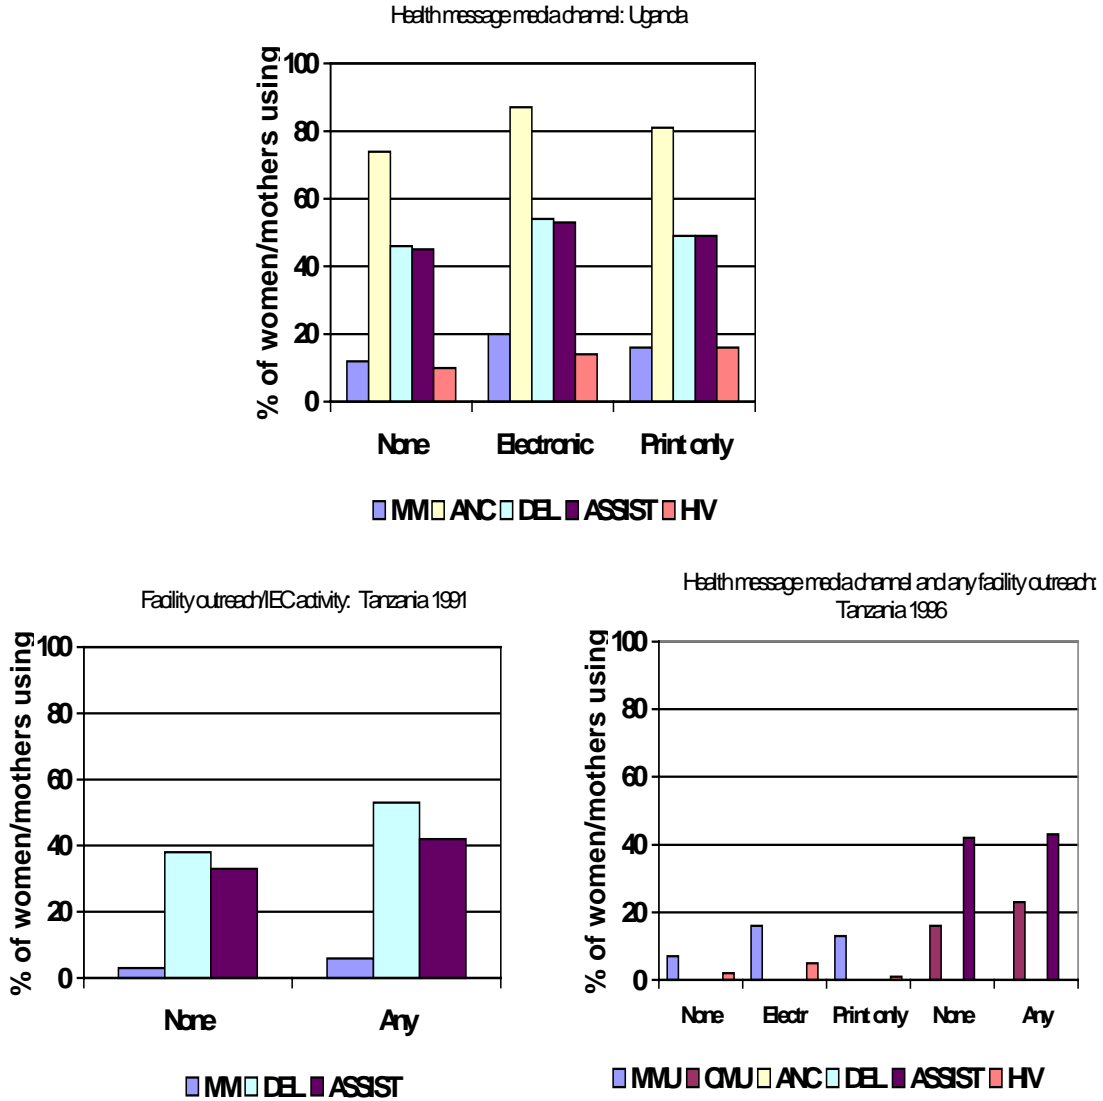 Health message media channel: Uganda
% of women/mothers using
100
80
60
40
20
0
None Electronic Print only
MM ANC DEL ASSIST HIV
Facility outreach/IEC activity: Tanzania 1991
% of women/mothers using
100
80
60
40
20
0
None Any
MM DEL ASSIST
Health message media channel and any facility outreach:
Tanzania 1996
% of women/mothers using
100
80
60
40
20
0
None Electr Print only None Any
MMU CMU ANC DEL ASSIST HIV